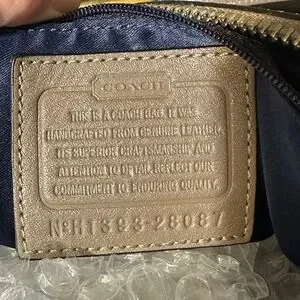 COACH
THIS IS A COACH BAG. IT WAS
HANDCRAFTED FROM GENUINE LEATHER.
ITS SUPERIOR CRAFTSMANSHIP AND
ATTENTION TO DETAIL REFLECT OUR
COMMITMENT TO ENDURING QUALITY.
Nº HT393-28087